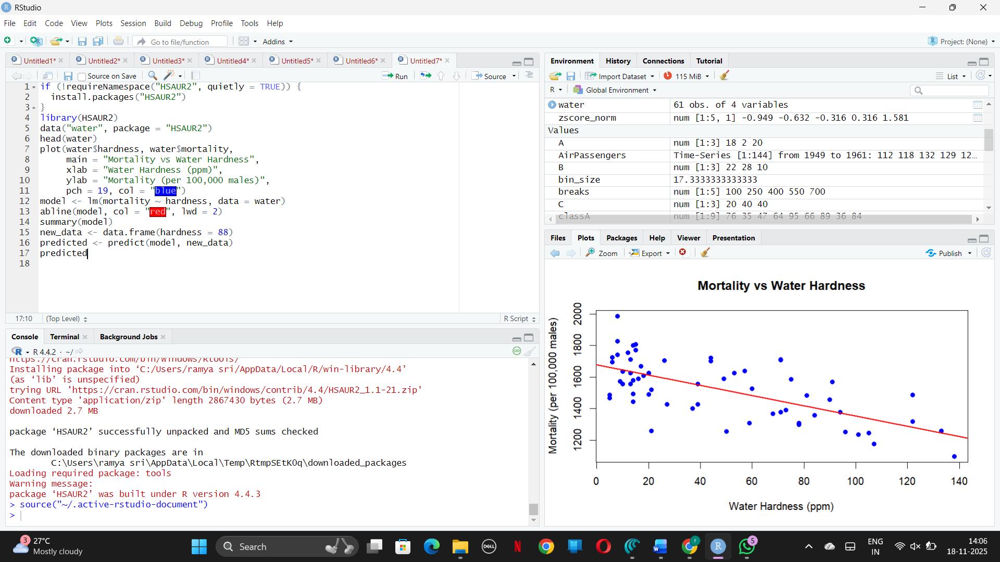 RStudio
File Edit Code View Plots Session Build Debug Profile Tools Help
Go to file/function
Addins
Project: (None)
Untitled1*
Untitled2*
Untitled3*
Untitled4*
Untitled5*
Untitled6*
Untitled7*
Source on Save
Run
Source
1 if (!requireNamespace("HSAUR2", quietly = TRUE)) {
2 install.packages("HSAUR2")
3 }
4 library(HSAUR2)
5 data("water", package = "HSAUR2")
6 head(water)
7 plot(water$hardness, water$mortality,
8 main = "Mortality vs Water Hardness",
9 xlab = "Water Hardness (ppm)",
10 ylab = "Mortality (per 100,000 males)",
11 pch = 19, col = "blue")
12 model <- lm(mortality ~ hardness, data = water)
13 abline(model, col = "red", lwd = 2)
14 summary(model)
15 new_data <- data.frame(hardness = 88)
16 predicted <- predict(model, new_data)
17 predicted
18
17:10 (Top Level) R Script
Console Terminal Background Jobs
R 4.4.2 · ~/
https://cran.rstudio.com/bin/windows/Rtools/
Installing package into ‘C:/Users/ramya sri/AppData/Local/R/win-library/4.4’
(as ‘lib’ is unspecified)
trying URL 'https://cran.rstudio.com/bin/windows/contrib/4.4/HSAUR2_1.1-21.zip'
Content type 'application/zip' length 2867430 bytes (2.7 MB)
downloaded 2.7 MB
package ‘HSAUR2’ successfully unpacked and MD5 sums checked
The downloaded binary packages are in
C:\Users\ramya sri\AppData\Local\Temp\RtmpSEtKOq\downloaded_packages
Loading required package: tools
Warning message:
package ‘HSAUR2’ was built under R version 4.4.3
> source("~/.active-rstudio-document")
>
Environment History Connections Tutorial
Import Dataset 115 MiB List
R Global Environment
water 61 obs. of 4 variables
zscore_norm num [1:5, 1] -0.949 -0.632 -0.316 0.316 1.581
Values
A num [1:3] 18 2 20
AirPassengers Time-Series [1:144] from 1949 to 1961: 112 118 132 129 12…
B num [1:3] 22 28 10
bin_size 17.3333333333333
breaks num [1:5] 100 250 400 550 700
C num [1:3] 20 40 40
classA num [1:9] 76 35 47 64 95 66 89 36 84
Files Plots Packages Help Viewer Presentation
Zoom Export Publish
Mortality vs Water Hardness
Mortality (per 100,000 males)
2000
1800
1600
1400
1200
0 20 40 60 80 100 120 140
Water Hardness (ppm)
3
27°C
Mostly cloudy
Search
DELL
N
W
r
R
5
ENG
IN
14:06
18-11-2025